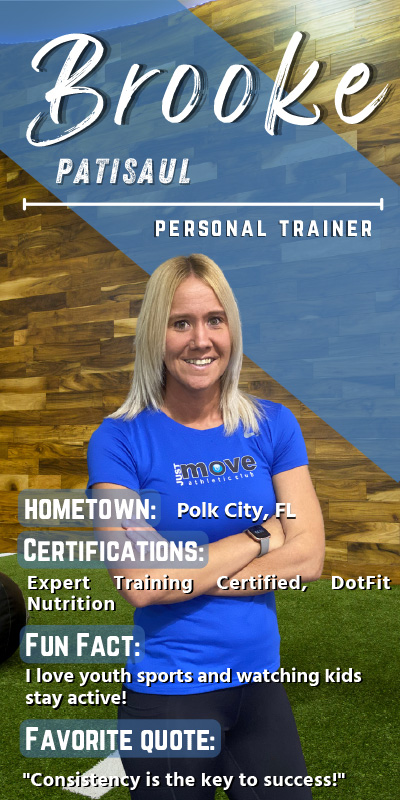 Brooke
PATISAUL
PERSONAL TRAINER
JUST move
athletic club
HOMETOWN: Polk City, FL
CERTIFICATIONS:
Expert Training Certified, DotFit
Nutrition
FUN FACT:
I love youth sports and watching kids
stay active!
FAVORITE QUOTE:
"Consistency is the key to success!"